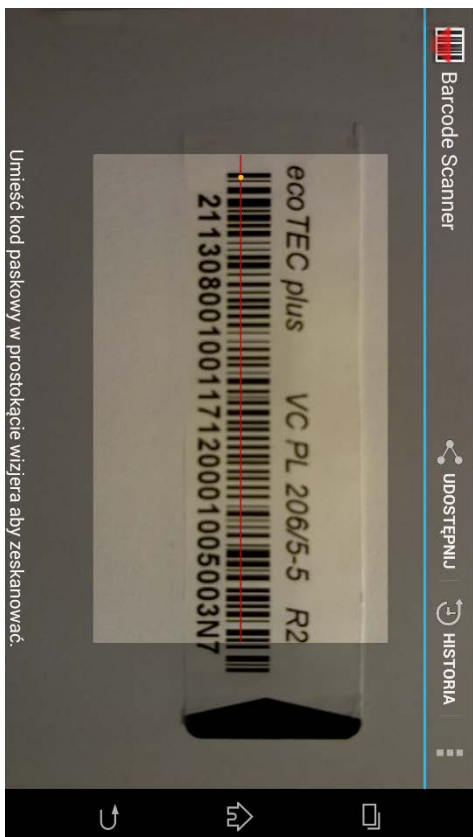 Barcode Scanner
UDOSTĘPNIJ
HISTORIA
ecoTEC plus VC PL 206/5-5 R2
21130800100117120001005003N7
Umieść kod paskowy w prostokącie wizjera aby zeskanować.